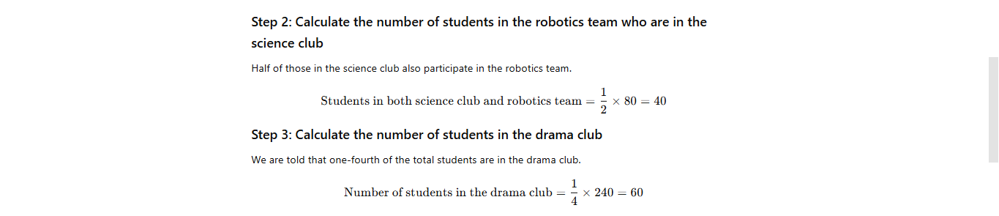 Step 2: Calculate the number of students in the robotics team who are in the
science club
Half of those in the science club also participate in the robotics team.
Students in both science club and robotics team = 1/2 × 80 = 40
Step 3: Calculate the number of students in the drama club
We are told that one-fourth of the total students are in the drama club.
Number of students in the drama club = 1/4 × 240 = 60